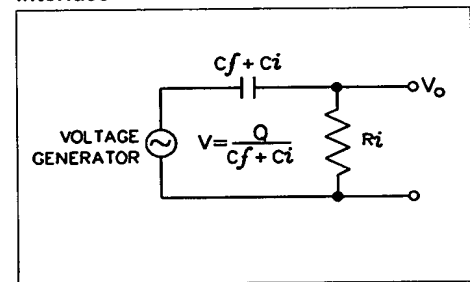 Cf + Ci
Vo
VOLTAGE
GENERATOR
V = Q / Cf + Ci
Ri